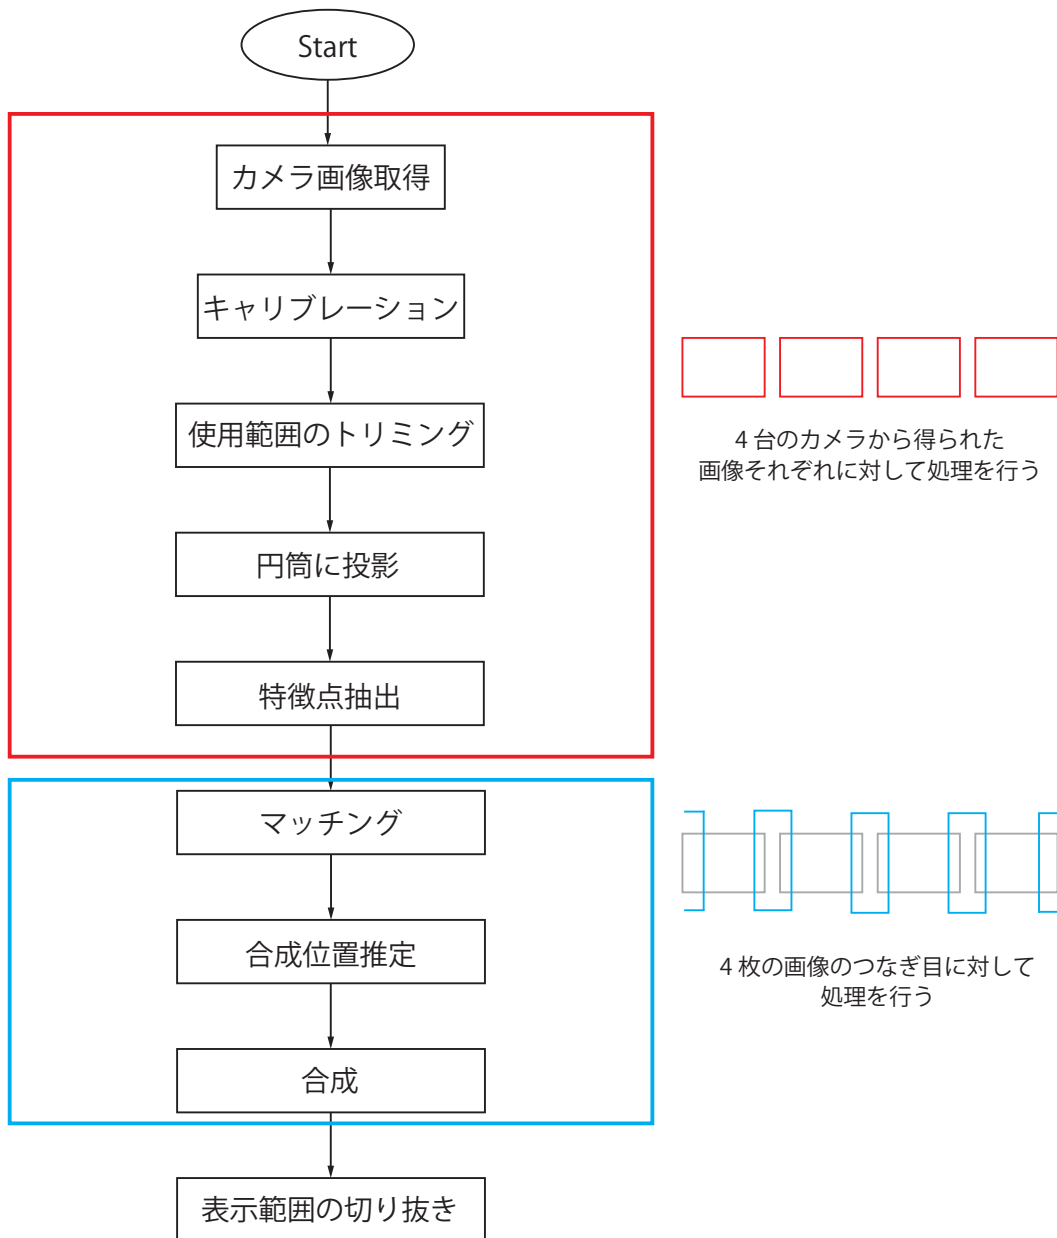 Start
カメラ画像取得
キャリブレーション
使用範囲のトリミング
円筒に投影
特徴点抽出
4 台のカメラから得られた
画像それぞれに対して処理を行う
マッチング
合成位置推定
合成
4 枚の画像のつなぎ目に対して
処理を行う
表示範囲の切り抜き